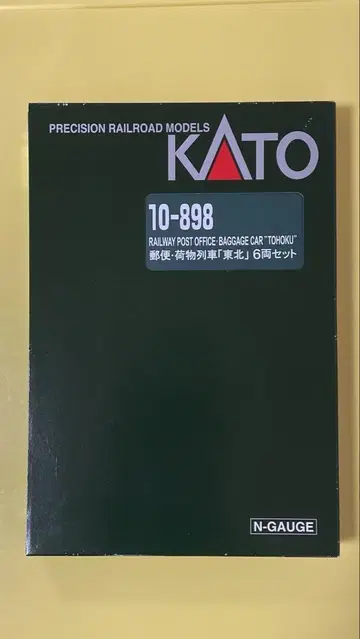 PRECISION RAILROAD MODELS
KATO
10-898
RAILWAY POST OFFICE·BAGGAGE CAR "TOHOKU"
郵便・荷物列車「東北」6両セット
N-GAUGE